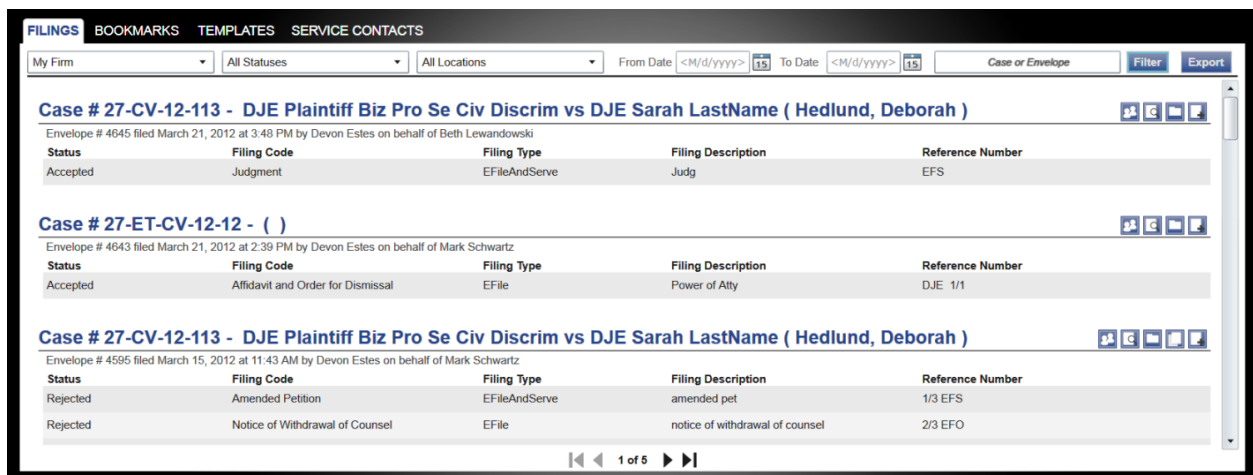 FILINGS BOOKMARKS TEMPLATES SERVICE CONTACTS
My Firm All Statuses All Locations From Date <M/d/yyyy> 15 To Date <M/d/yyyy> 15 Case or Envelope Filter Export
Case # 27-CV-12-113 - DJE Plaintiff Biz Pro Se Civ Discrim vs DJE Sarah LastName ( Hedlund, Deborah )
Envelope # 4645 filed March 21, 2012 at 3:48 PM by Devon Estes on behalf of Beth Lewandowski
Status Filing Code Filing Type Filing Description Reference Number
Accepted Judgment EFileAndServe Judg EFS
Case # 27-ET-CV-12-12 - ( )
Envelope # 4643 filed March 21, 2012 at 2:39 PM by Devon Estes on behalf of Mark Schwartz
Status Filing Code Filing Type Filing Description Reference Number
Accepted Affidavit and Order for Dismissal EFile Power of Atty DJE 1/1
Case # 27-CV-12-113 - DJE Plaintiff Biz Pro Se Civ Discrim vs DJE Sarah LastName ( Hedlund, Deborah )
Envelope # 4595 filed March 15, 2012 at 11:43 AM by Devon Estes on behalf of Mark Schwartz
Status Filing Code Filing Type Filing Description Reference Number
Rejected Amended Petition EFileAndServe amended pet 1/3 EFS
Rejected Notice of Withdrawal of Counsel EFile notice of withdrawal of counsel 2/3 EFO
1 of 5